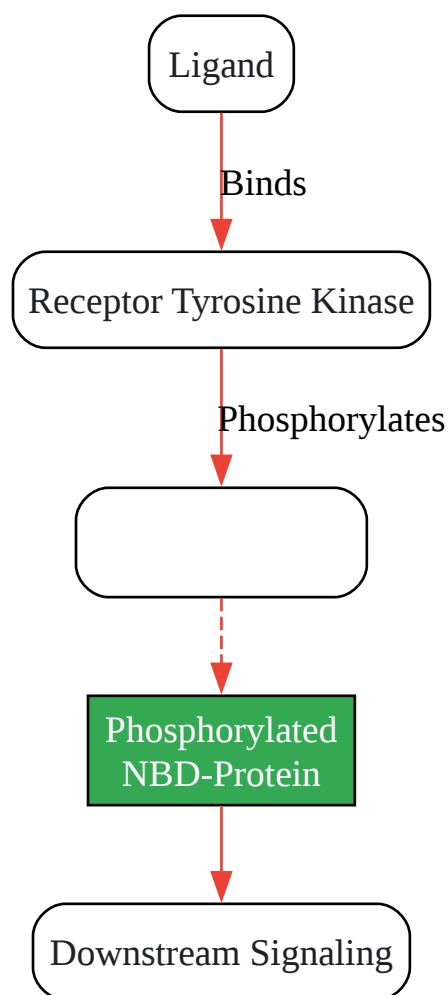 Ligand
Binds
Receptor Tyrosine Kinase
Phosphorylates
Phosphorylated
NBD-Protein
Downstream Signaling